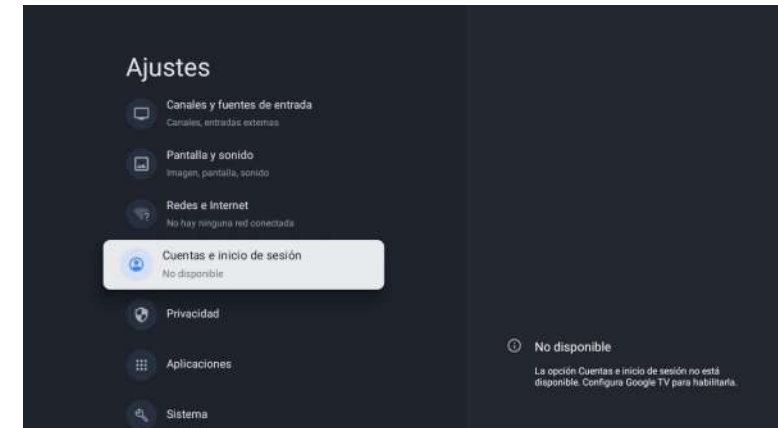 Ajustes
Canales y fuentes de entrada
Canales, entradas externas
Pantalla y sonido
Imagen, pantalla, sonido
Redes e Internet
No hay ninguna red conectada
Cuentas e inicio de sesión
No disponible
Privacidad
Aplicaciones
Sistema
No disponible
La opción Cuentas e inicio de sesión no está
disponible. Configura Google TV para habilitarla.